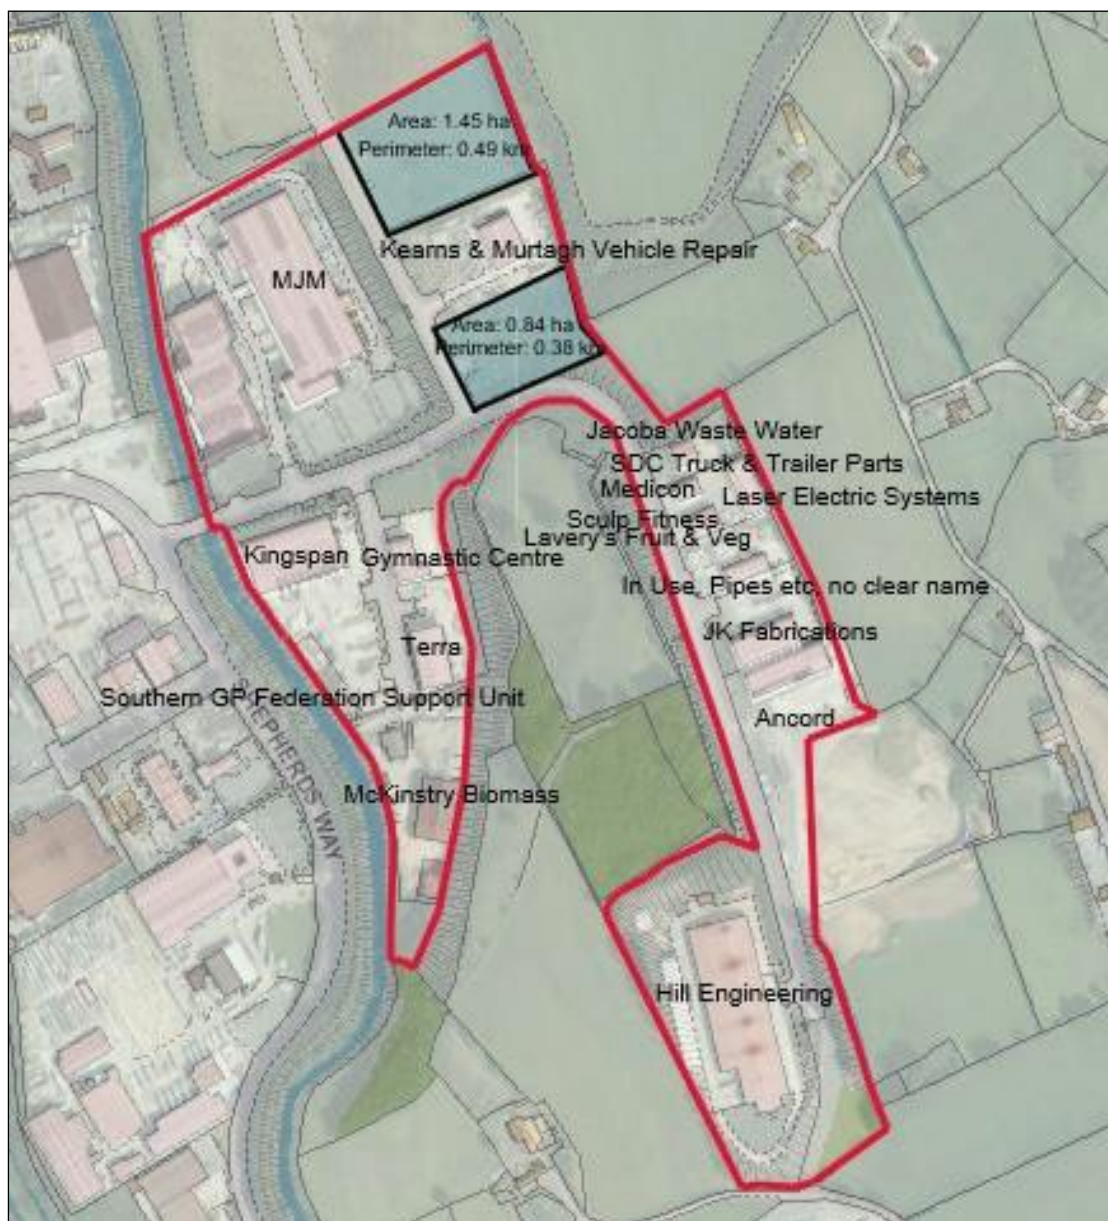 Area: 1.45 ha
Perimeter: 0.49 km
Kearns & Murtagh Vehicle Repair
MJM
Area: 0.84 ha
Perimeter: 0.38 km
Jacoba Waste Water
SDC Truck & Trailer Parts
Medicon
Laser Electric Systems
Sculp Fitness
Lavery's Fruit & Veg
Kingspan
Gymnastic Centre
In Use, Pipes etc, no clear name
JK Fabrications
Terra
Southern GP Federation Support Unit
SHEPHERDS WAY
Ancord
McKinstry Biomass
Hill Engineering